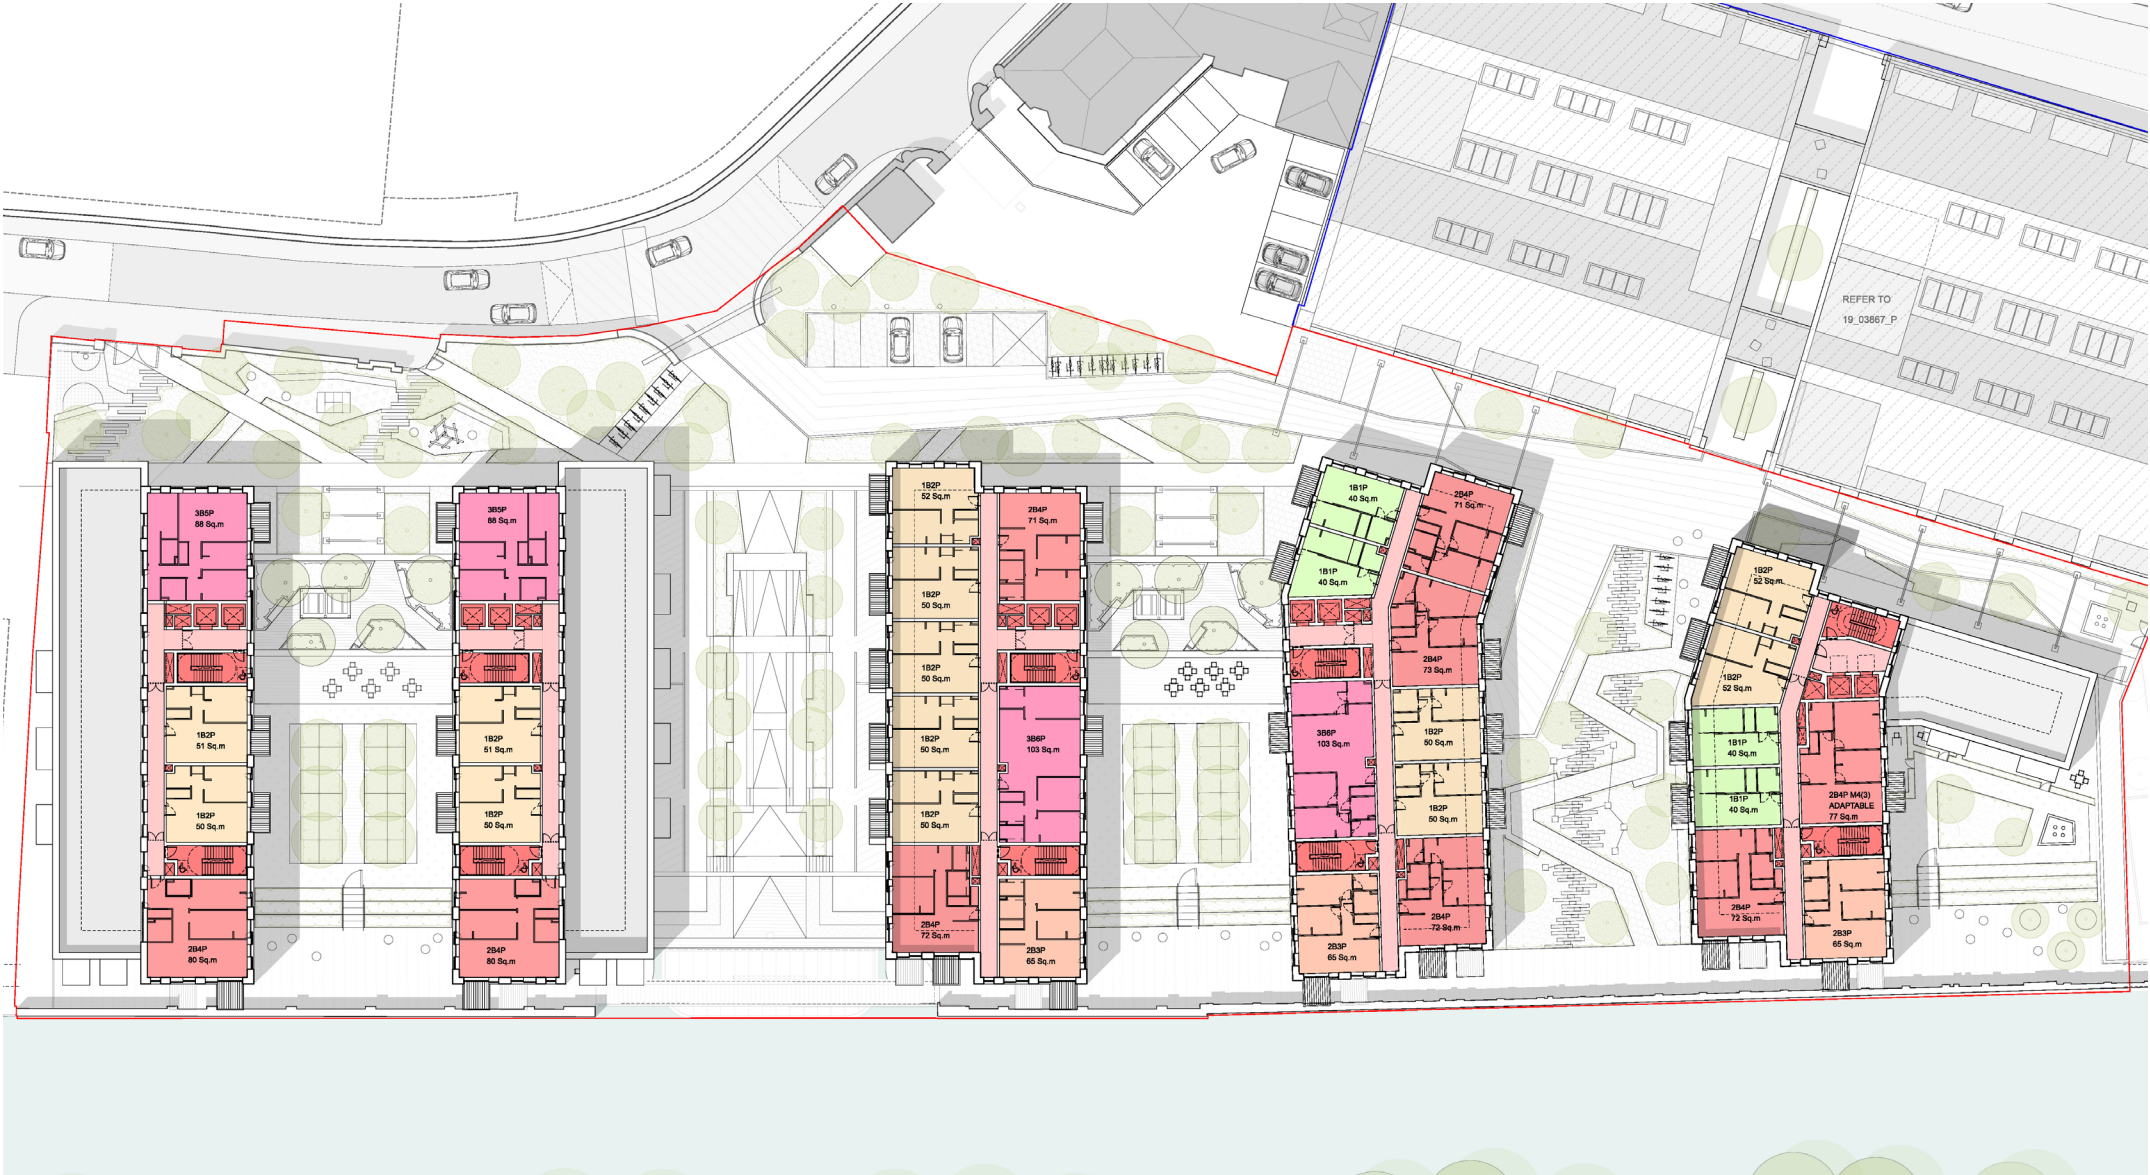 REFER TO
19_03867_P
3B5P
88 Sq.m
1B2P
51 Sq.m
1B2P
50 Sq.m
2B4P
80 Sq.m
3B5P
88 Sq.m
1B2P
51 Sq.m
1B2P
50 Sq.m
2B4P
80 Sq.m
1B2P
52 Sq.m
1B2P
50 Sq.m
1B2P
50 Sq.m
1B2P
50 Sq.m
1B2P
50 Sq.m
2B4P
72 Sq.m
2B4P
71 Sq.m
3B6P
103 Sq.m
2B3P
65 Sq.m
1B1P
40 Sq.m
1B1P
40 Sq.m
3B6P
103 Sq.m
2B3P
65 Sq.m
2B4P
71 Sq.m
2B4P
73 Sq.m
1B2P
50 Sq.m
1B2P
50 Sq.m
2B4P
72 Sq.m
1B2P
52 Sq.m
1B2P
52 Sq.m
1B1P
40 Sq.m
1B1P
40 Sq.m
2B4P
72 Sq.m
2B4P M4(3)
ADAPTABLE
77 Sq.m
2B3P
65 Sq.m